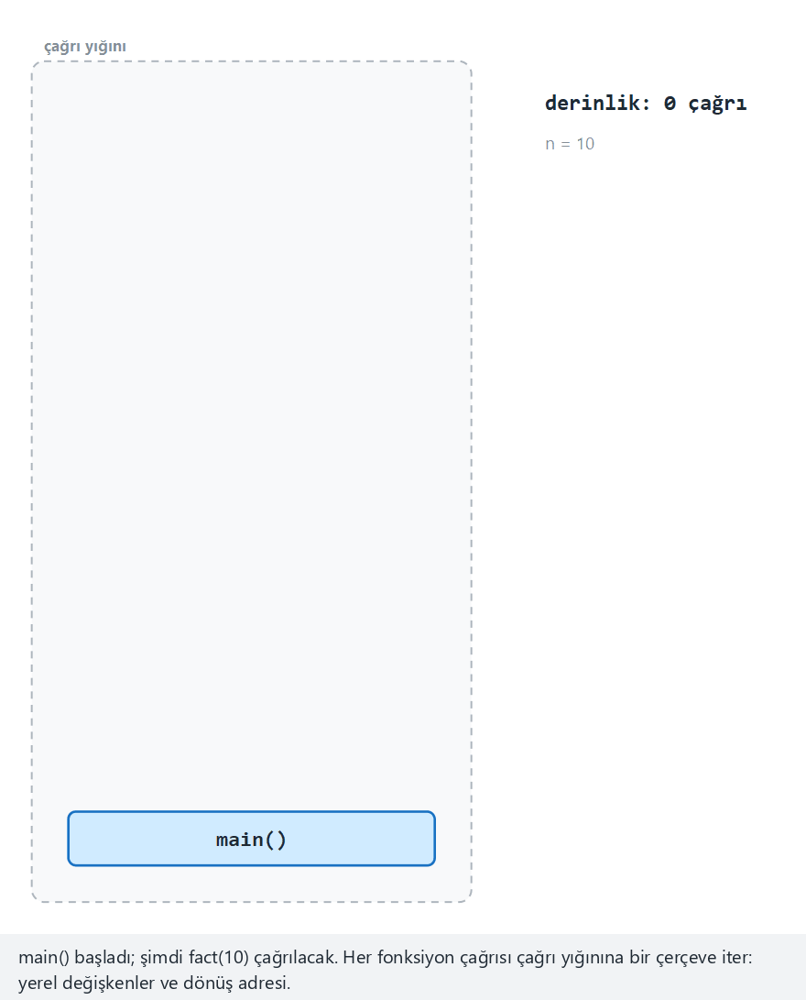 çağrı yığını
derinlik: 0 çağrı
n = 10
main()
main() başladı; şimdi fact(10) çağrılacak. Her fonksiyon çağrısı çağrı yığınına bir çerçeve iter:
yerel değişkenler ve dönüş adresi.